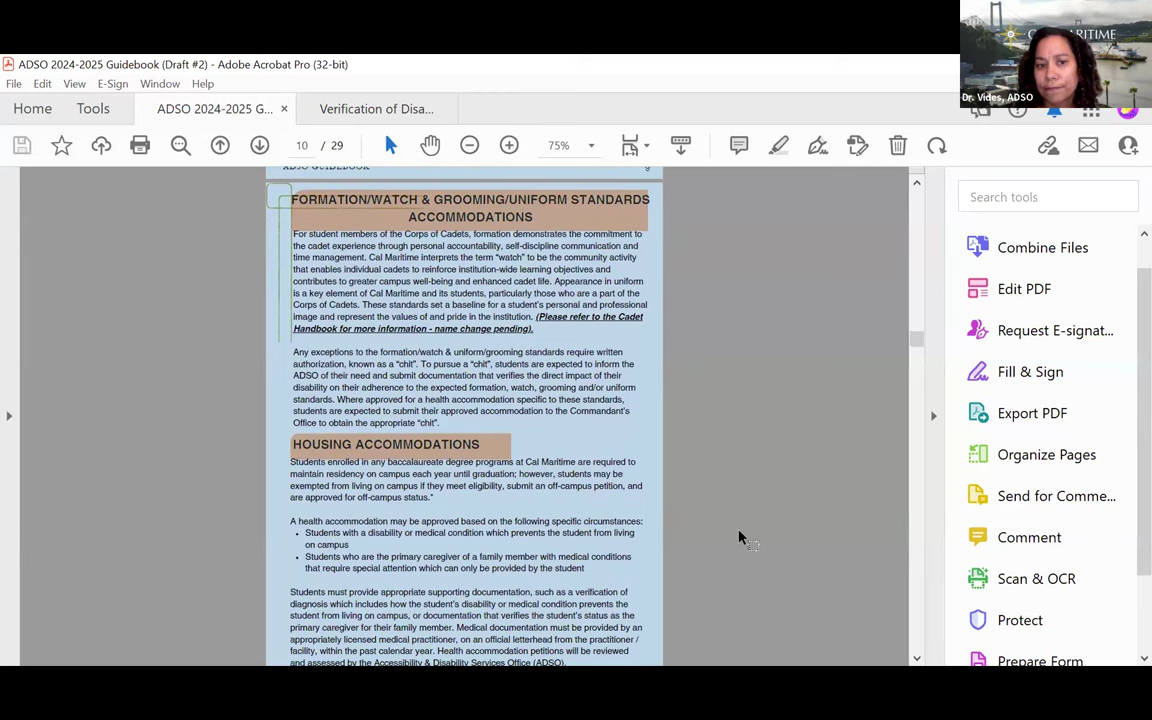 ADSO 2024-2025 Guidebook (Draft #2) - Adobe Acrobat Pro (32-bit)
File Edit View E-Sign Window Help
Home Tools ADSO 2024-2025 G... × Verification of Disa...
10 / 29 75%
ADSO GUIDEBOOK 9
FORMATION/WATCH & GROOMING/UNIFORM STANDARDS
ACCOMMODATIONS
For student members of the Corps of Cadets, formation demonstrates the commitment to
the cadet experience through personal accountability, self-discipline communication and
time management. Cal Maritime interprets the term “watch” to be the community activity
that enables individual cadets to reinforce institution-wide learning objectives and
contributes to greater campus well-being and enhanced cadet life. Appearance in uniform
is a key element of Cal Maritime and its students, particularly those who are a part of the
Corps of Cadets. These standards set a baseline for a student's personal and professional
image and represent the values of and pride in the institution. (Please refer to the Cadet
Handbook for more information - name change pending).
Any exceptions to the formation/watch & uniform/grooming standards require written
authorization, known as a “chit”. To pursue a “chit”, students are expected to inform the
ADSO of their need and submit documentation that verifies the direct impact of their
disability on their adherence to the expected formation, watch, grooming and/or uniform
standards. Where approved for a health accommodation specific to these standards,
students are expected to submit their approved accommodation to the Commandant's
Office to obtain the appropriate “chit”.
HOUSING ACCOMMODATIONS
Students enrolled in any baccalaureate degree programs at Cal Maritime are required to
maintain residency on campus each year until graduation; however, students may be
exempted from living on campus if they meet eligibility, submit an off-campus petition, and
are approved for off-campus status.*
A health accommodation may be approved based on the following specific circumstances:
• Students with a disability or medical condition which prevents the student from living
on campus
• Students who are the primary caregiver of a family member with medical conditions
that require special attention which can only be provided by the student
Students must provide appropriate supporting documentation, such as a verification of
diagnosis which includes how the student's disability or medical condition prevents the
student from living on campus, or documentation that verifies the student's status as the
primary caregiver for their family member. Medical documentation must be provided by an
appropriately licensed medical practitioner, on an official letterhead from the practitioner /
facility, within the past calendar year. Health accommodation petitions will be reviewed
and assessed by the Accessibility & Disability Services Office (ADSO).
MARITIME
Dr. Vides, ADSO
Search tools
Combine Files
Edit PDF
Request E-signat...
Fill & Sign
Export PDF
Organize Pages
Send for Comme...
Comment
Scan & OCR
Protect
Prepare Form